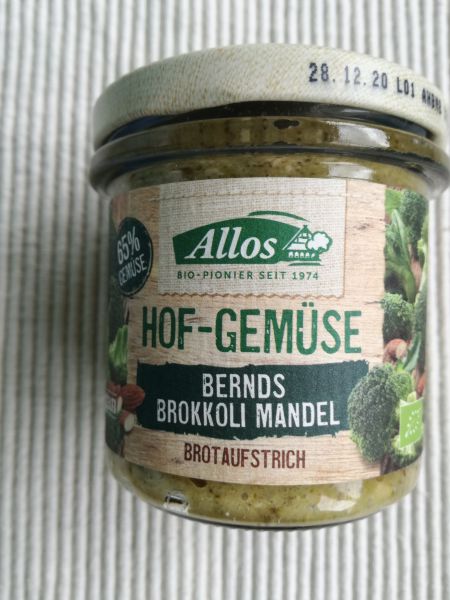 28.12.20 L01
65%
GEMÜSE
Allos
BIO-PIONIER SEIT 1974
HOF-GEMÜSE
BERNDS
BROKKOLI MANDEL
BROTAUFSTRICH